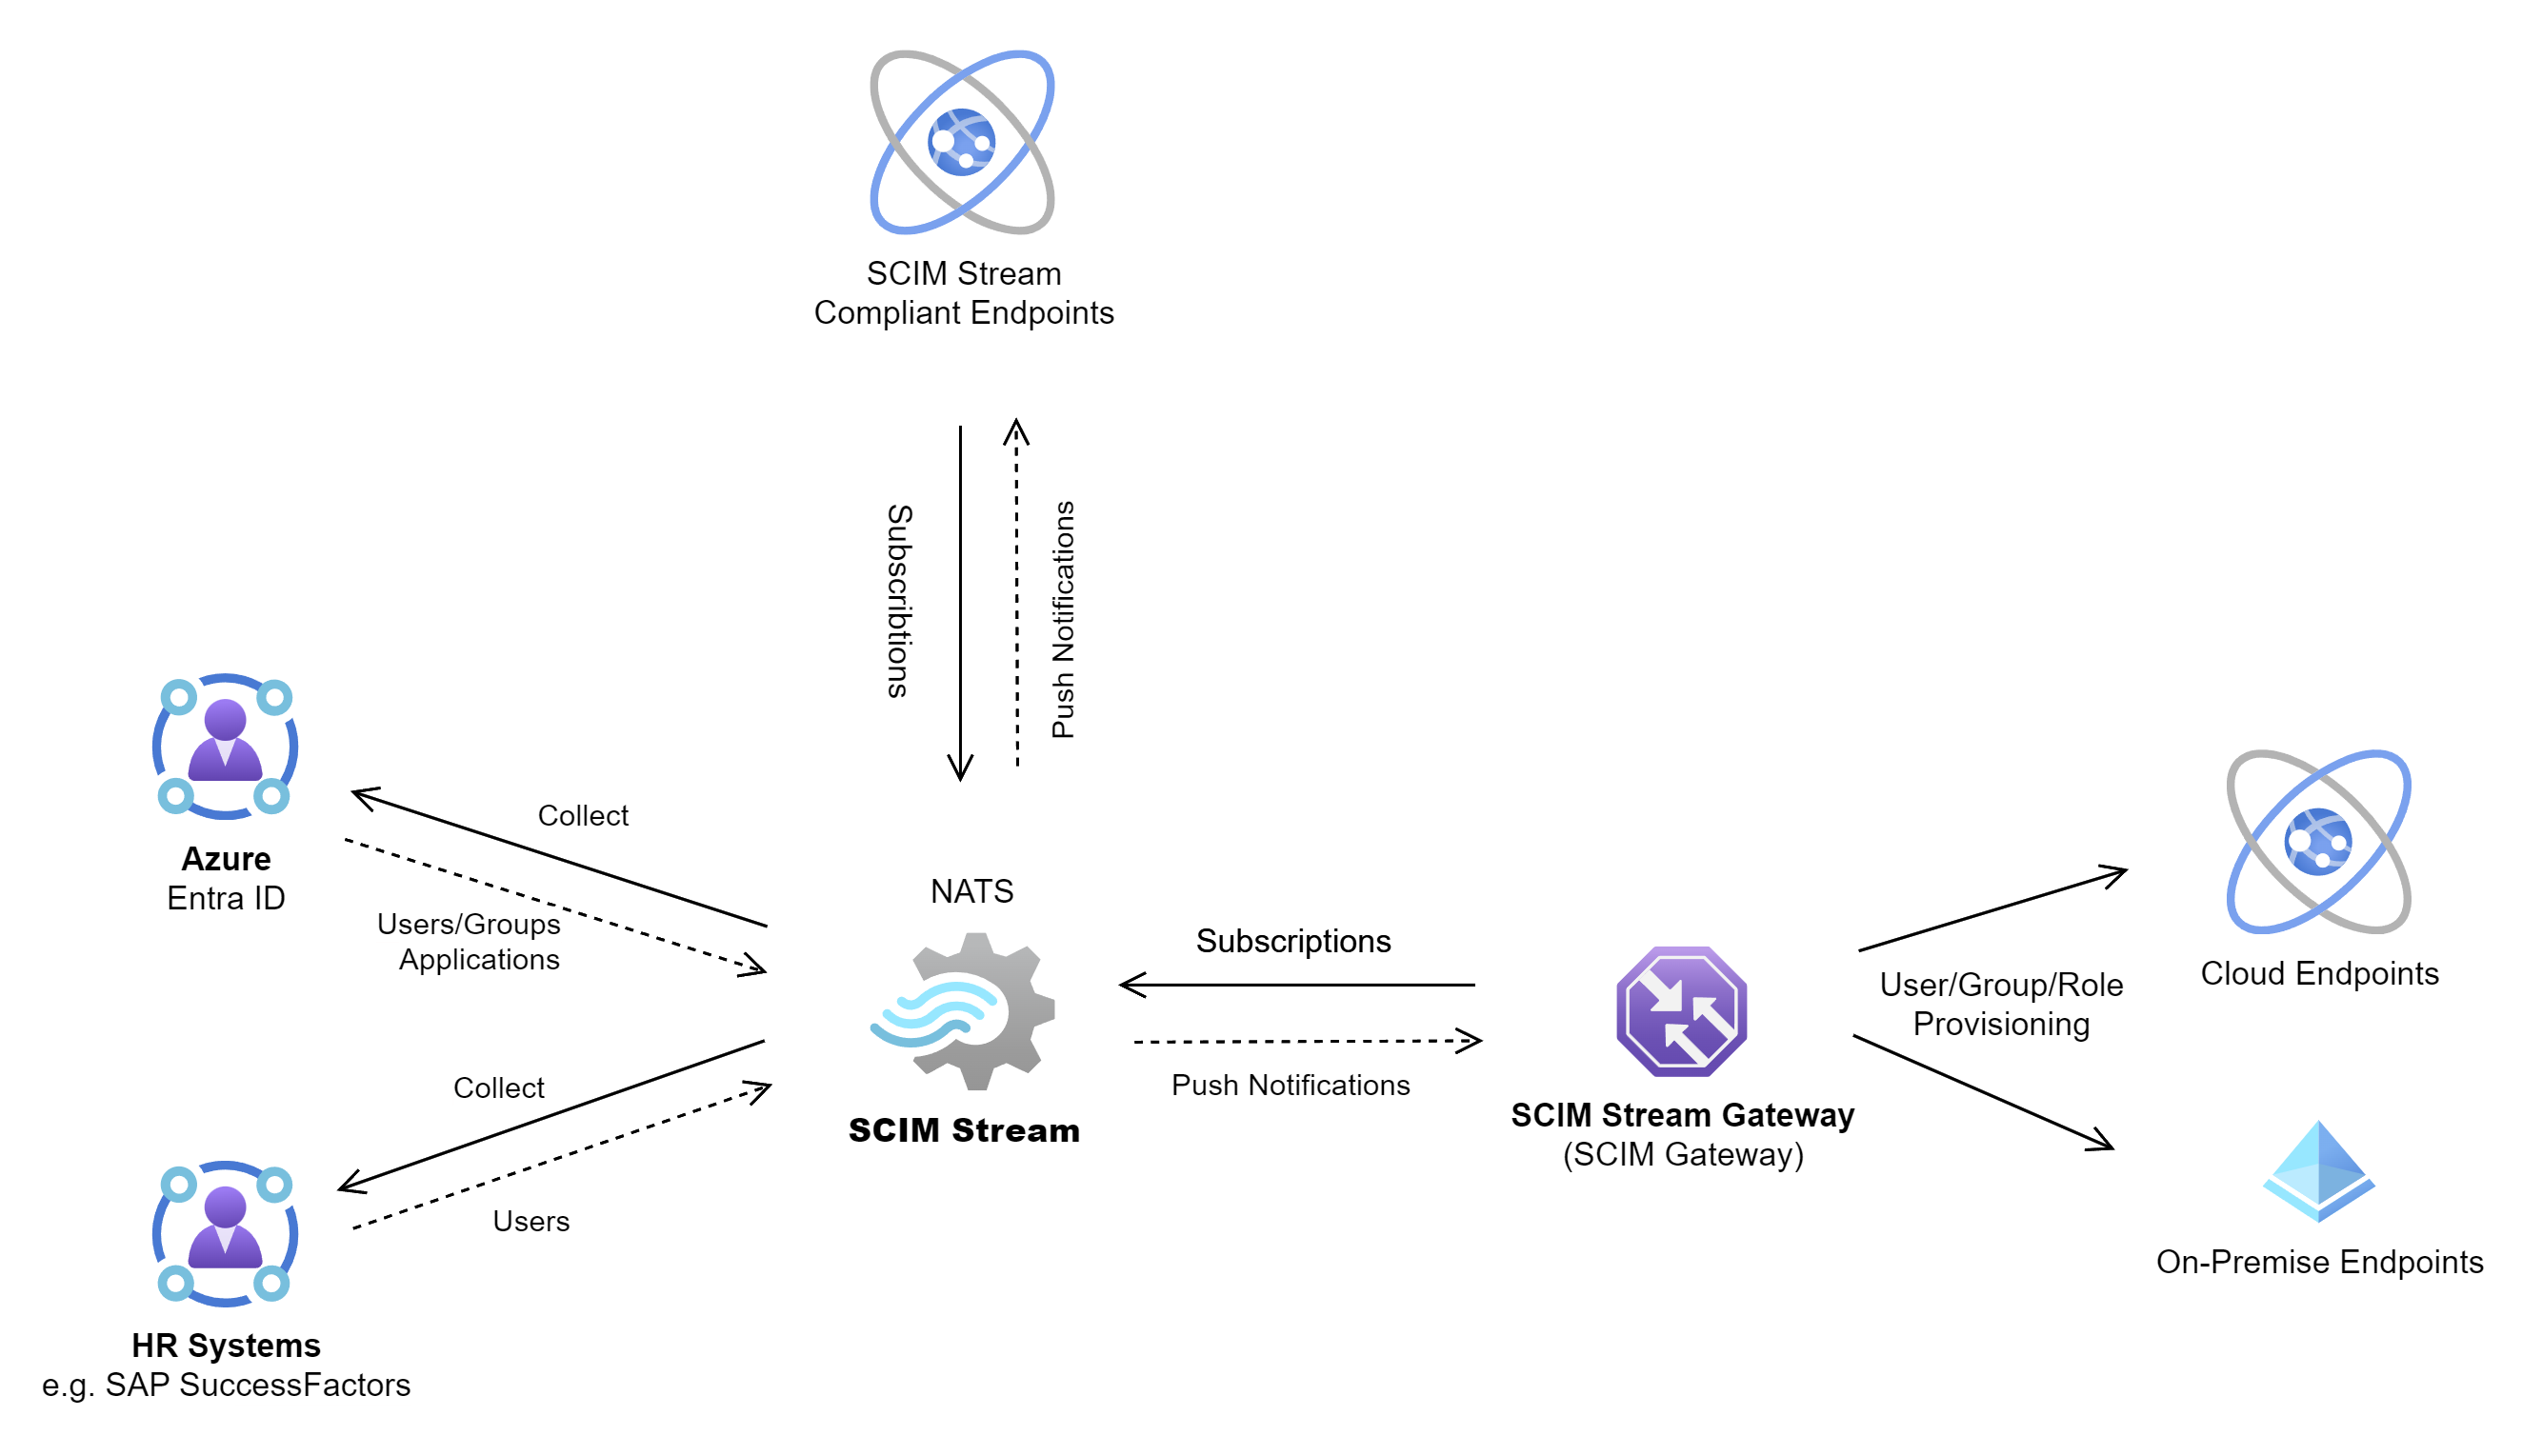 SCIM Stream
Compliant Endpoints
Subscribtions
Push Notifications
Collect
Azure
Entra ID
Users/Groups
Applications
NATS
SCIM Stream
Subscriptions
Push Notifications
Collect
Users
HR Systems
e.g. SAP SuccessFactors
SCIM Stream Gateway
(SCIM Gateway)
User/Group/Role
Provisioning
Cloud Endpoints
On-Premise Endpoints